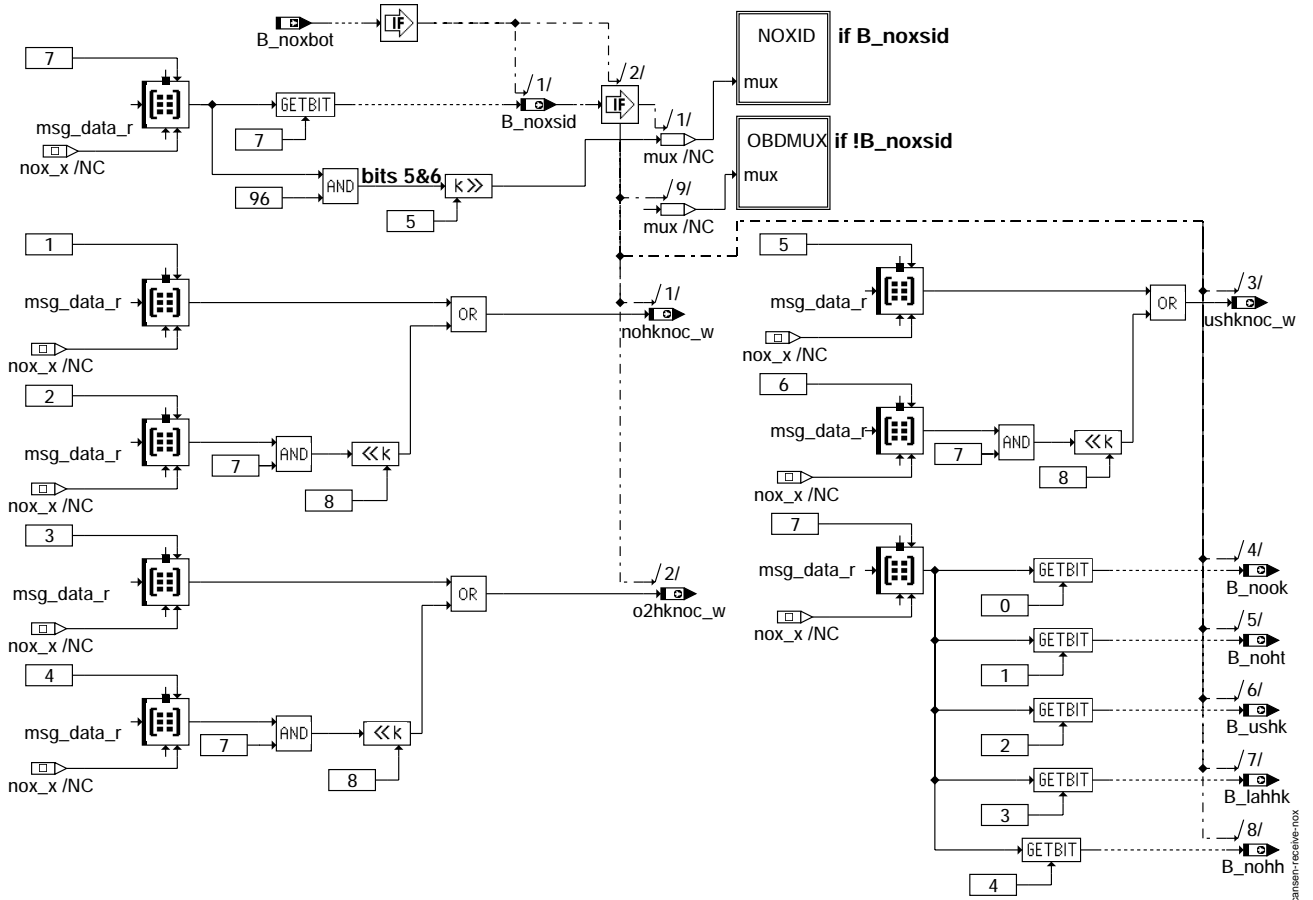 B_noxbot
IF
NOXID
if B_noxsid
mux
7
msg_data_r
nox_x /NC
GETBIT
7
/1/
B_noxsid
/2/
IF
/1/
mux /NC
OBDMUX
if !B_noxsid
mux
96
AND
bits 5&6
k >>
5
/9/
mux /NC
1
msg_data_r
nox_x /NC
OR
/1/
nohknoc_w
2
msg_data_r
nox_x /NC
7
AND
<< k
8
3
msg_data_r
nox_x /NC
OR
/2/
o2hknoc_w
4
msg_data_r
nox_x /NC
7
AND
<< k
8
5
msg_data_r
nox_x /NC
OR
/3/
ushknoc_w
6
msg_data_r
nox_x /NC
7
AND
<< k
8
7
msg_data_r
nox_x /NC
GETBIT
0
/4/
B_nook
GETBIT
1
/5/
B_noht
GETBIT
2
/6/
B_ushk
GETBIT
3
/7/
B_lahhk
GETBIT
4
/8/
B_nohh
cansen-receive-nox